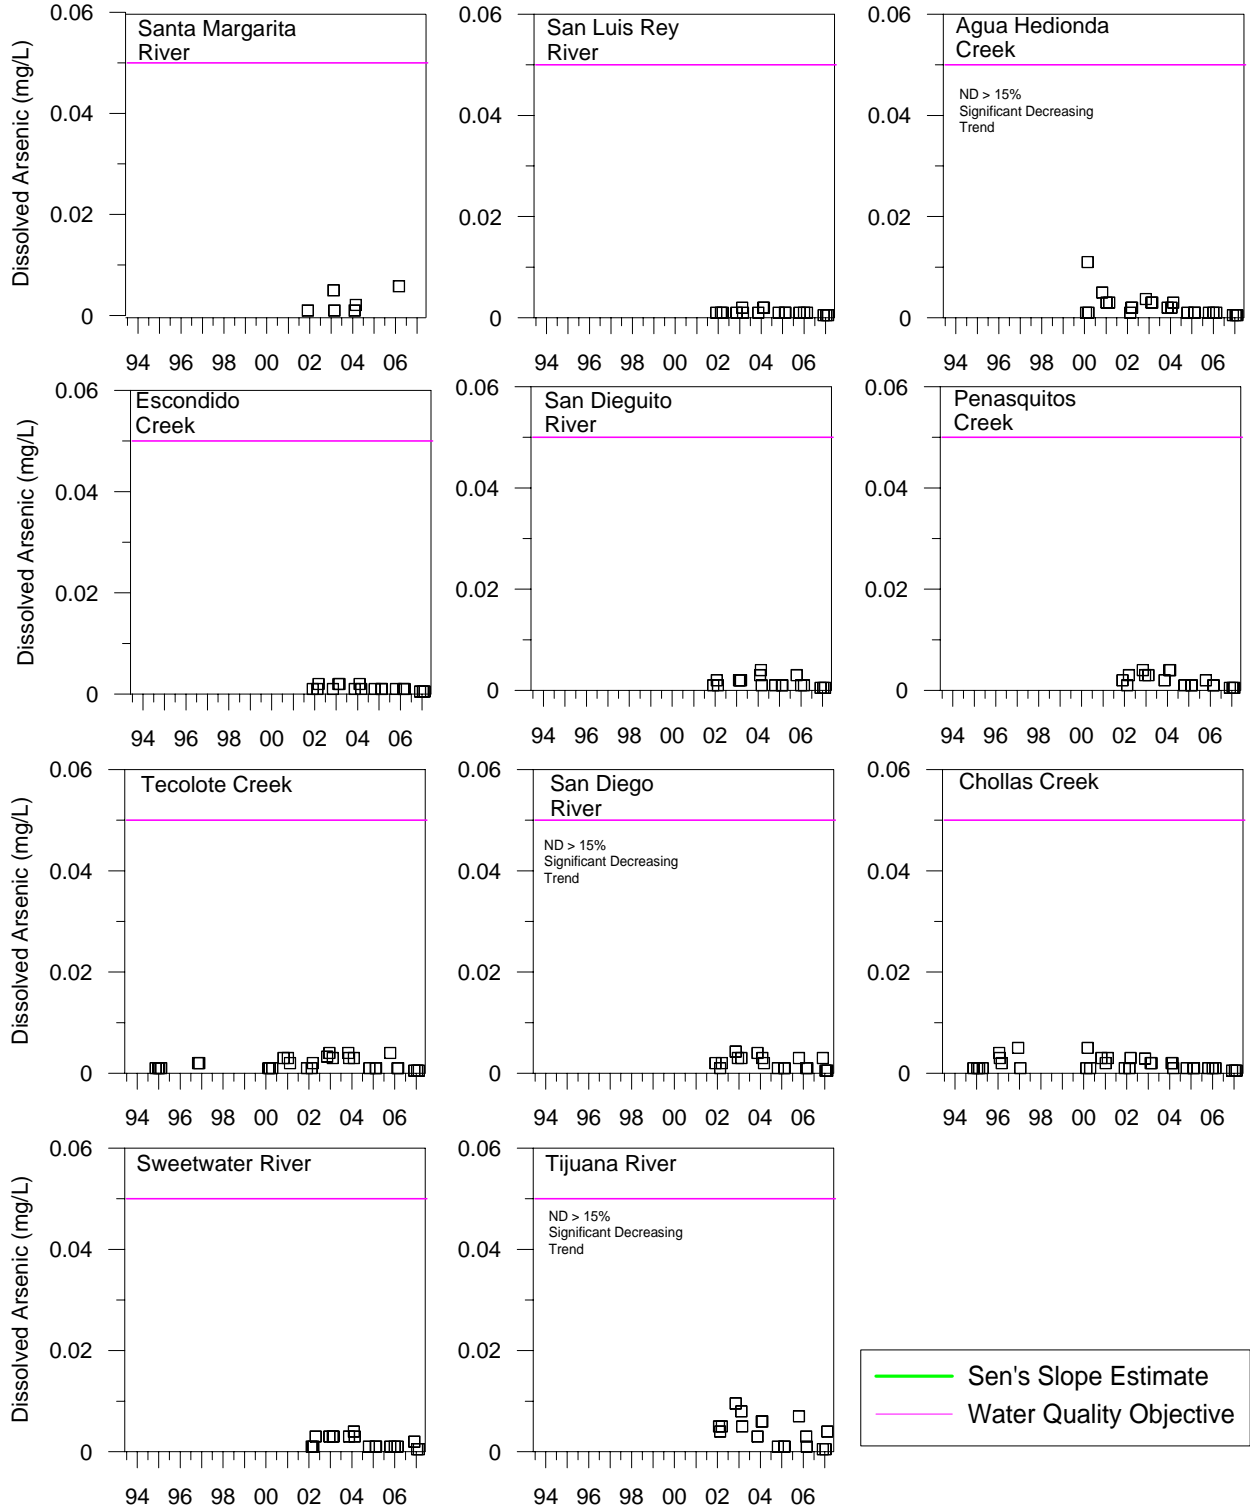 Santa Margarita
River
Dissolved Arsenic (mg/L)
0.06
0.04
0.02
0
94 96 98 00 02 04 06
San Luis Rey
River
0.06
0.04
0.02
0
94 96 98 00 02 04 06
Agua Hedionda
Creek
ND > 15%
Significant Decreasing
Trend
0.06
0.04
0.02
0
94 96 98 00 02 04 06
Escondido
Creek
Dissolved Arsenic (mg/L)
0.06
0.04
0.02
0
94 96 98 00 02 04 06
San Dieguito
River
0.06
0.04
0.02
0
94 96 98 00 02 04 06
Penasquitos
Creek
0.06
0.04
0.02
0
94 96 98 00 02 04 06
Tecolote Creek
Dissolved Arsenic (mg/L)
0.06
0.04
0.02
0
94 96 98 00 02 04 06
San Diego
River
ND > 15%
Significant Decreasing
Trend
0.06
0.04
0.02
0
94 96 98 00 02 04 06
Chollas Creek
0.06
0.04
0.02
0
94 96 98 00 02 04 06
Sweetwater River
Dissolved Arsenic (mg/L)
0.06
0.04
0.02
0
94 96 98 00 02 04 06
Tijuana River
ND > 15%
Significant Decreasing
Trend
0.06
0.04
0.02
0
94 96 98 00 02 04 06
Sen's Slope Estimate
Water Quality Objective